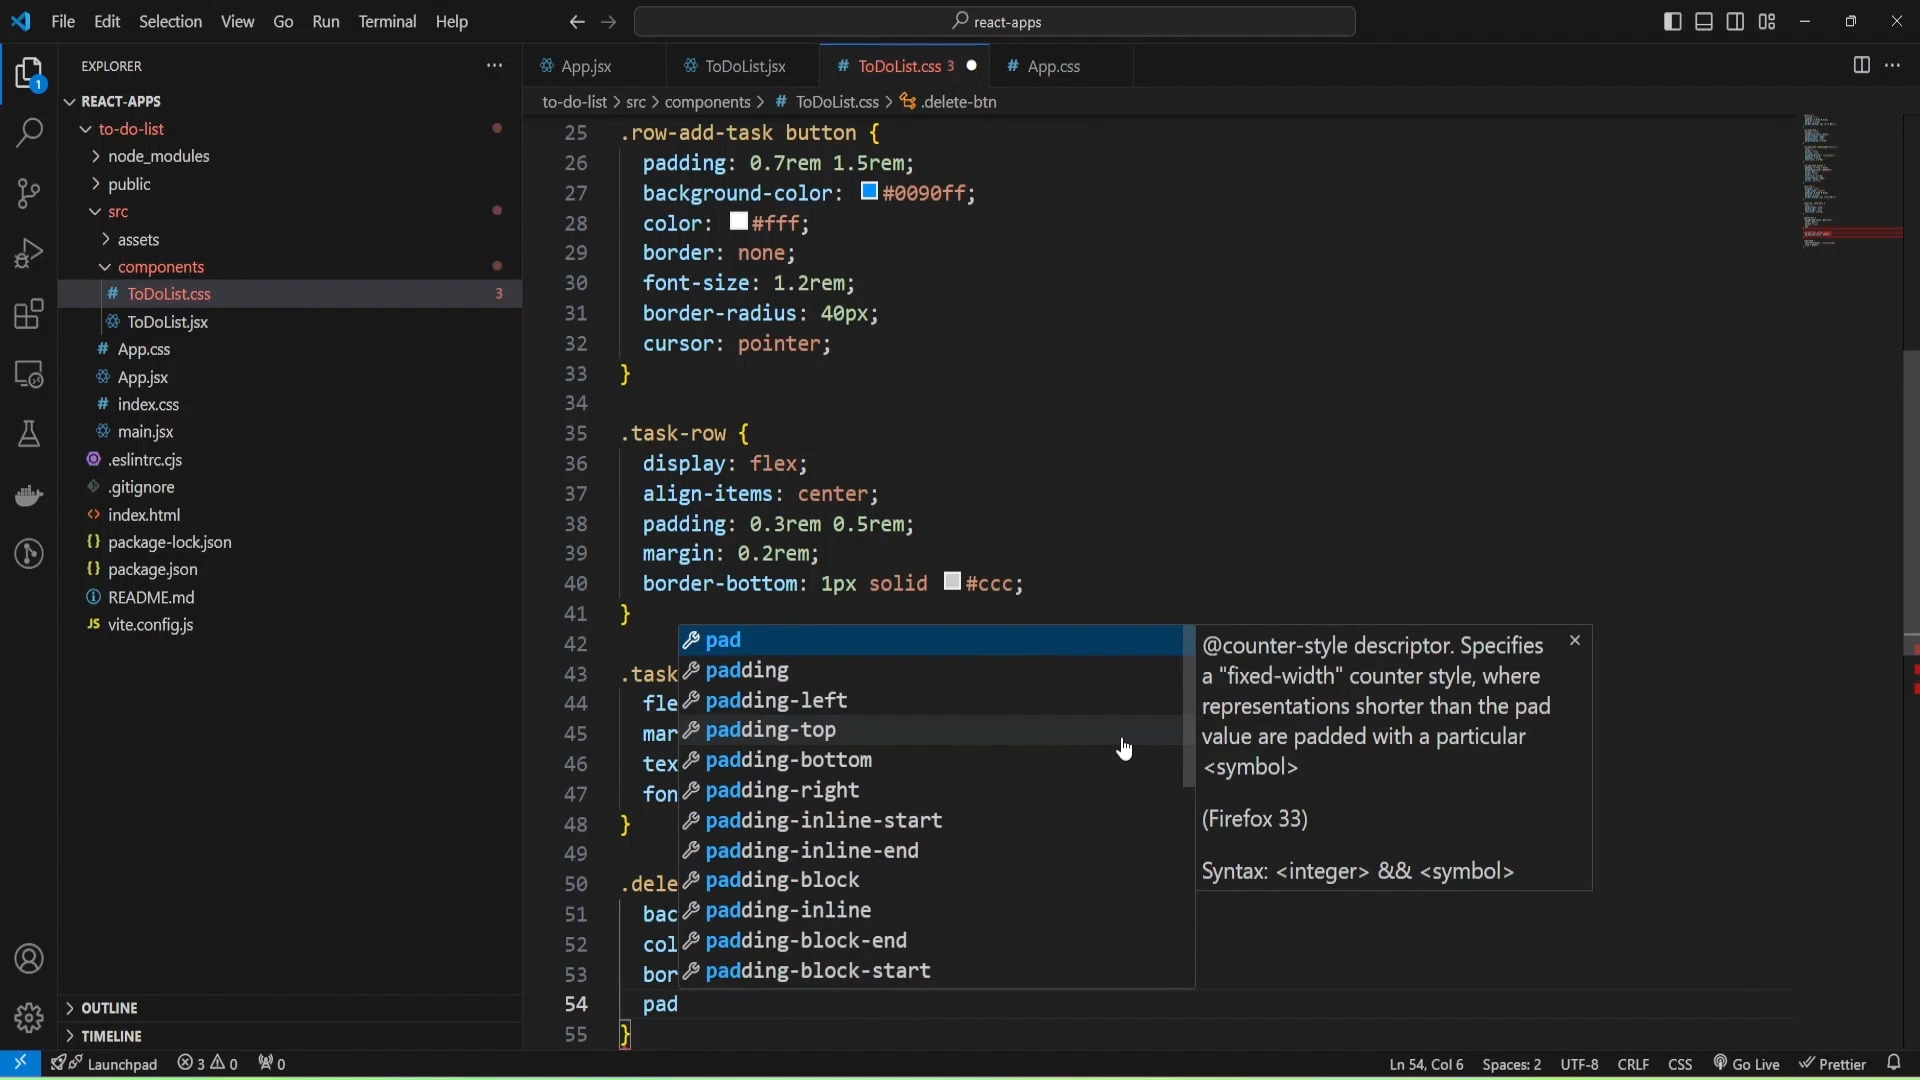 File Edit Selection View Go Run Terminal Help
react-apps
EXPLORER
REACT-APPS
to-do-list
node_modules
public
src
assets
components
# ToDoList.css 3
ToDoList.jsx
# App.css
App.jsx
# index.css
main.jsx
.eslintrc.cjs
.gitignore
<> index.html
{} package-lock.json
{} package.json
README.md
JS vite.config.js
OUTLINE
TIMELINE
App.jsx ToDoList.jsx # ToDoList.css 3 # App.css
to-do-list > src > components > # ToDoList.css > .delete-btn
25 .row-add-task button {
26 padding: 0.7rem 1.5rem;
27 background-color: #0090ff;
28 color: #fff;
29 border: none;
30 font-size: 1.2rem;
31 border-radius: 40px;
32 cursor: pointer;
33 }
34
35 .task-row {
36 display: flex;
37 align-items: center;
38 padding: 0.3rem 0.5rem;
39 margin: 0.2rem;
40 border-bottom: 1px solid #ccc;
41 }
42
43 .task
44 fle
45 mar
46 tex
47 fon
48 }
49
50 .dele
51 bac
52 col
53 bor
54 pad
55 }
pad
padding
padding-left
padding-top
padding-bottom
padding-right
padding-inline-start
padding-inline-end
padding-block
padding-inline
padding-block-end
padding-block-start
@counter-style descriptor. Specifies
a "fixed-width" counter style, where
representations shorter than the pad
value are padded with a particular
<symbol>
(Firefox 33)
Syntax: <integer> && <symbol>
1
Launchpad 3 0 0 Ln 54, Col 6 Spaces: 2 UTF-8 CRLF CSS Go Live Prettier